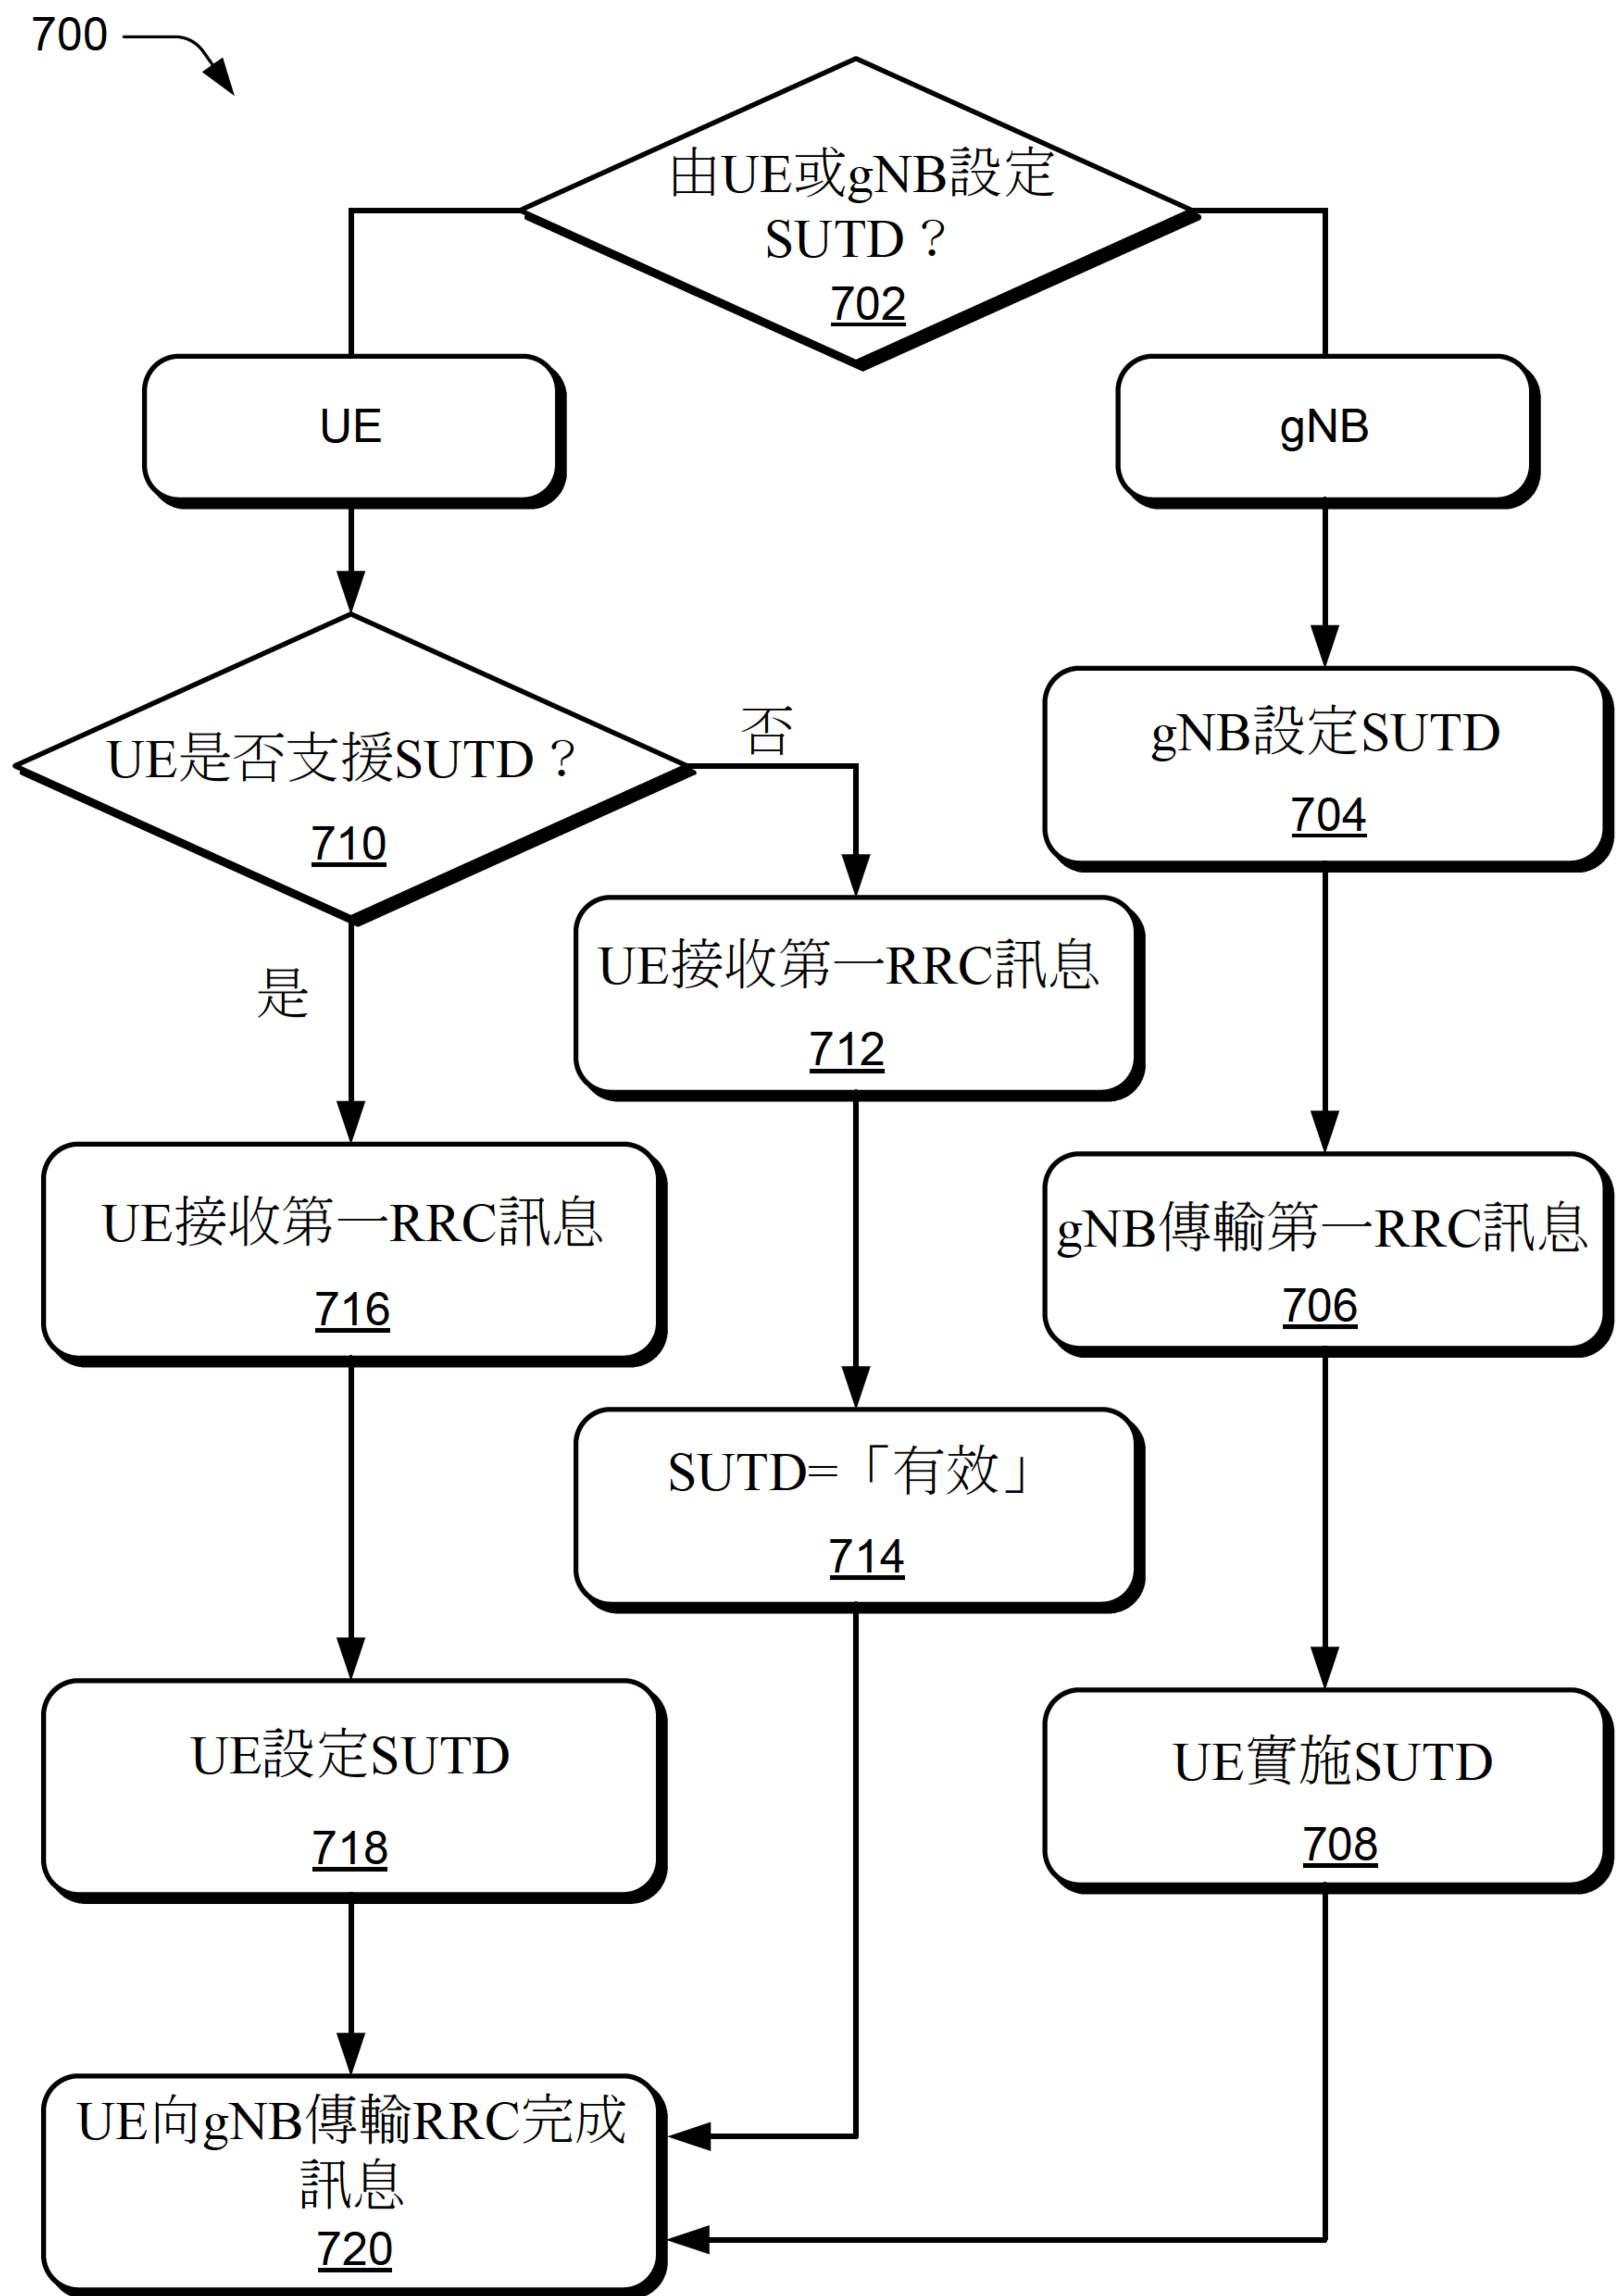 700
由UE或gNB設定
SUTD？
702
UE
gNB
UE是否支援SUTD？
710
否
是
gNB設定SUTD
704
UE接收第一RRC訊息
712
UE接收第一RRC訊息
716
gNB傳輸第一RRC訊息
706
SUTD=「有效」
714
UE設定SUTD
718
UE實施SUTD
708
UE向gNB傳輸RRC完成
訊息
720